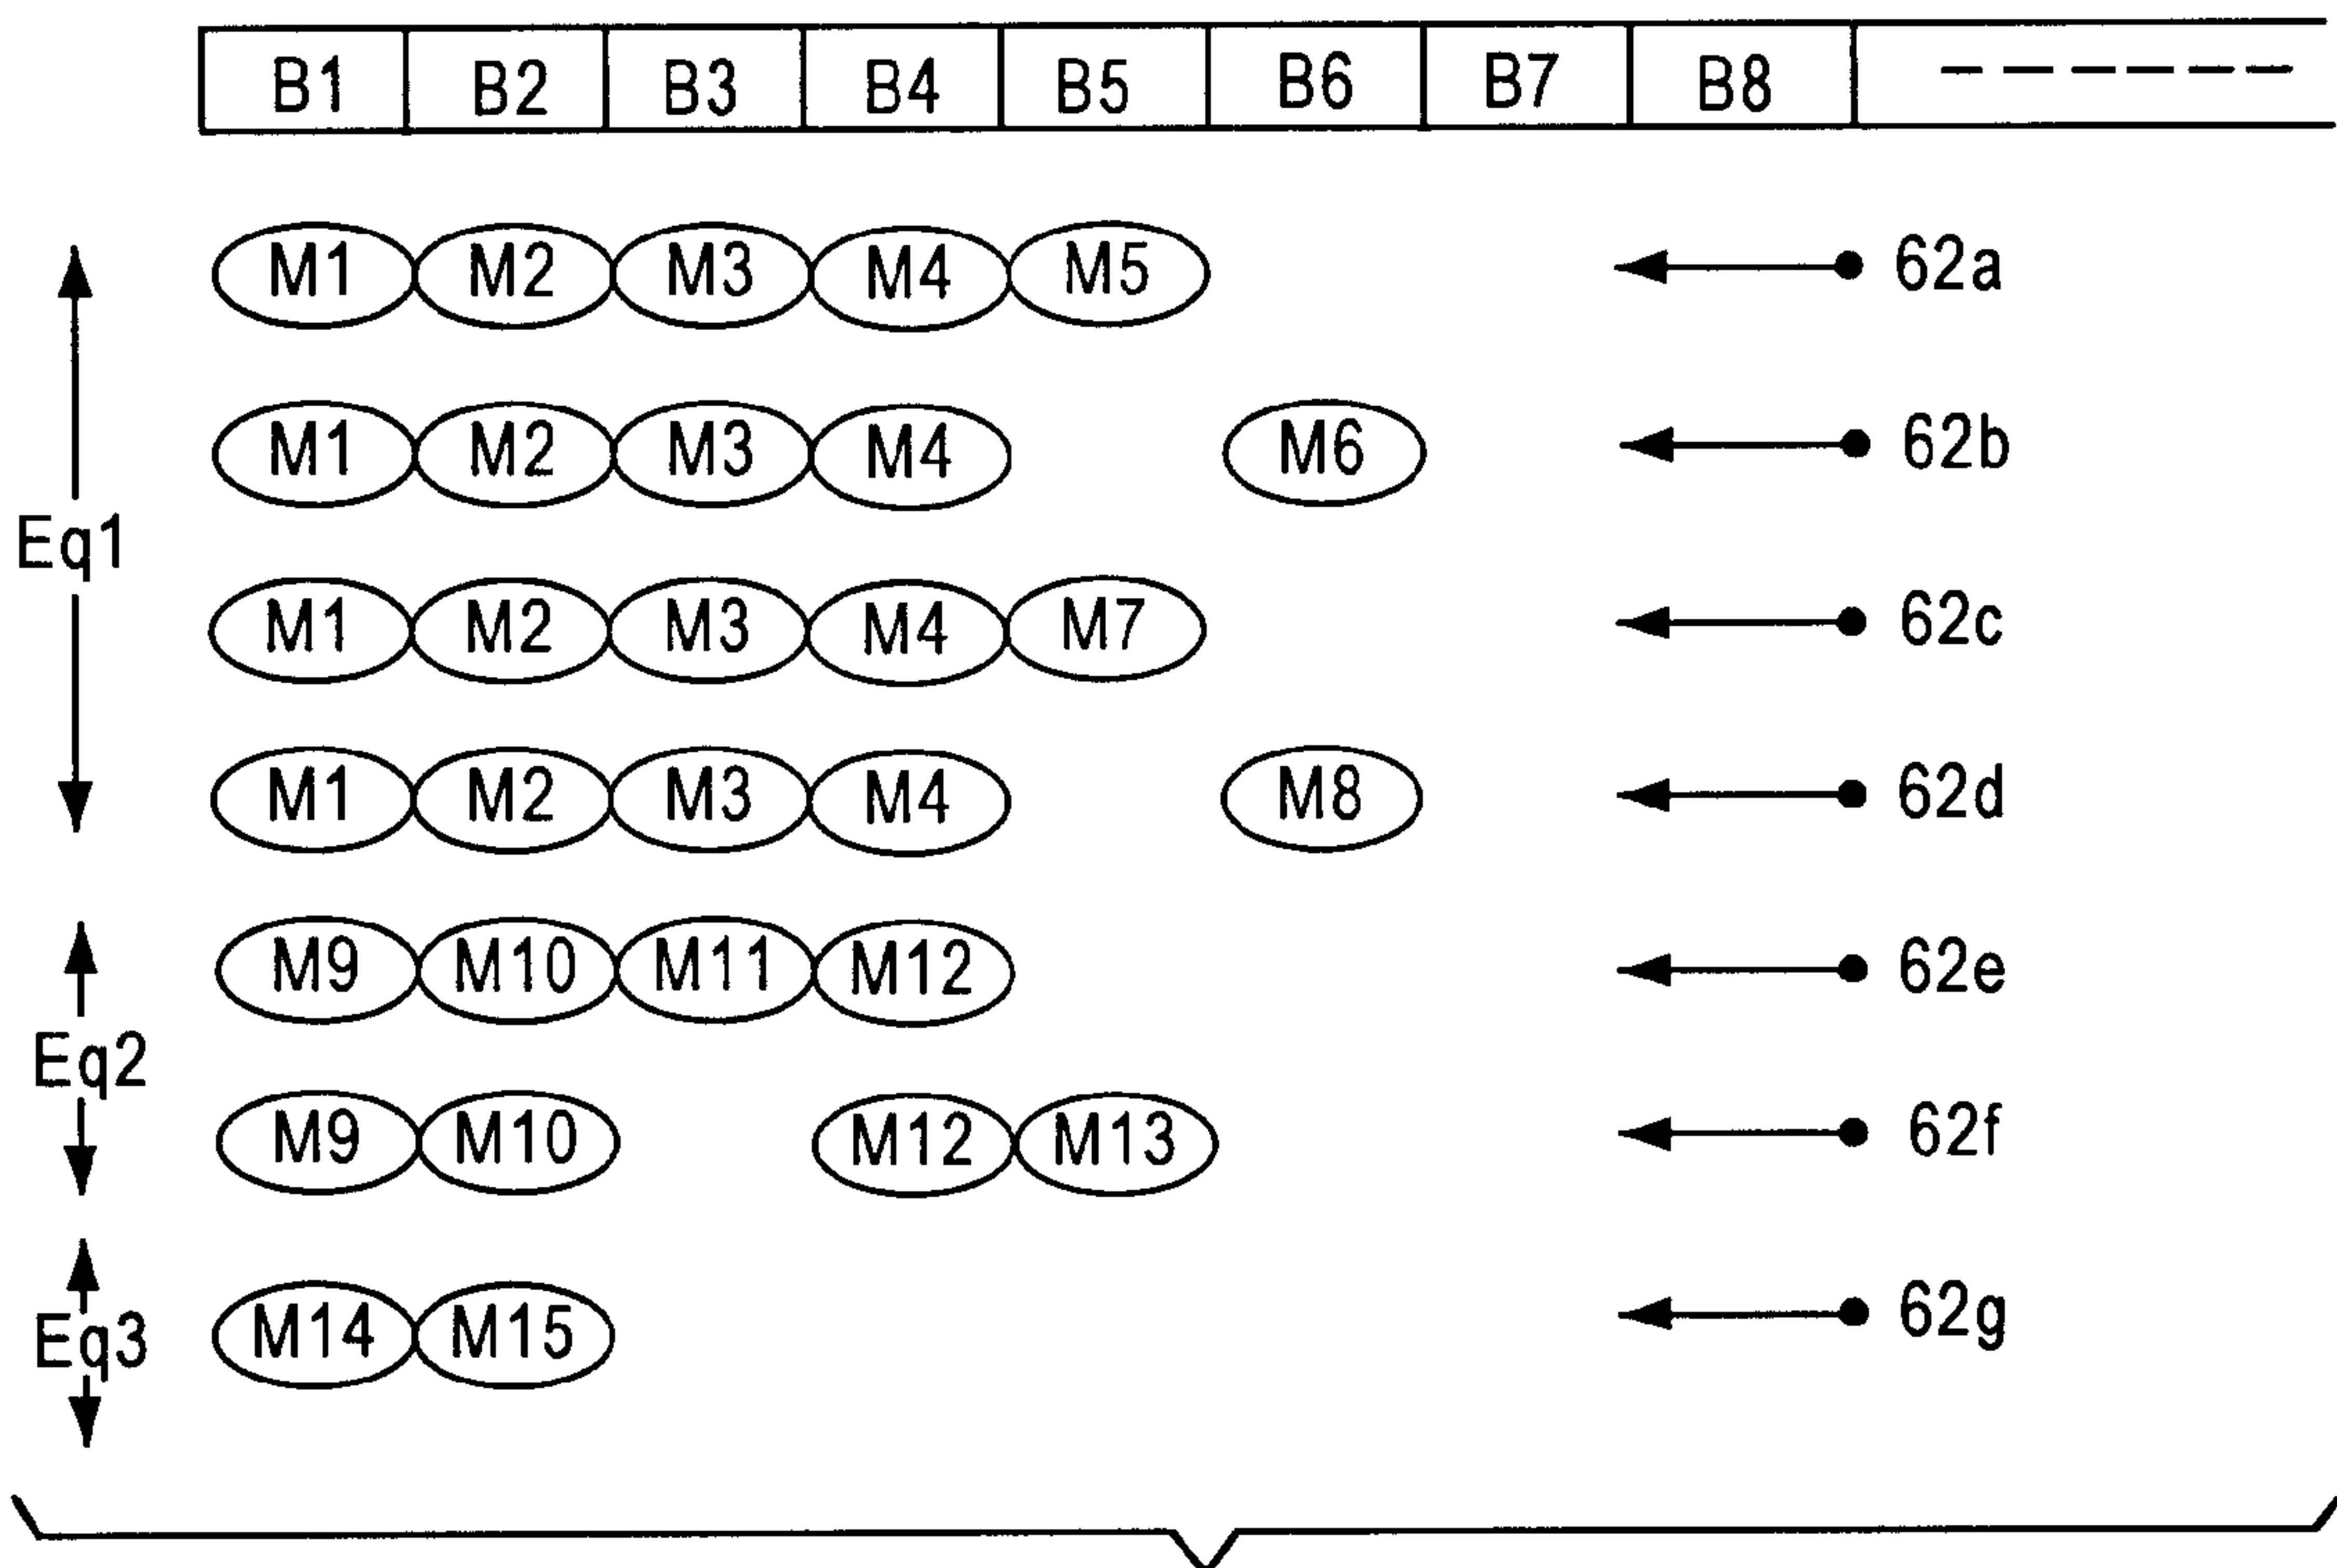 B1 B2 B3 B4 B5 B6 B7 B8
M1 M2 M3 M4 M5 62a
M1 M2 M3 M4 M6 62b
Eq1
M1 M2 M3 M4 M7 62c
M1 M2 M3 M4 M8 62d
M9 M10 M11 M12 62e
Eq2
M9 M10 M12 M13 62f
Eq3 M14 M15 62g